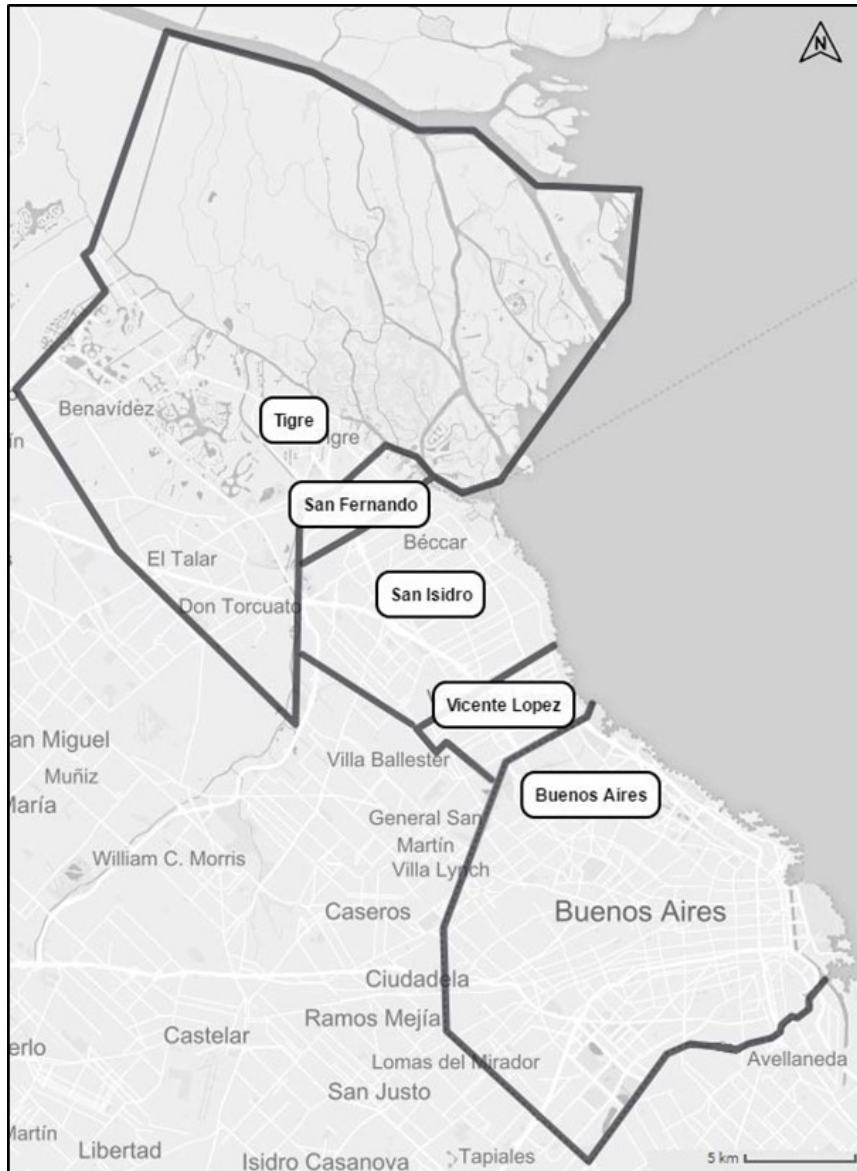 N
Benavídez
Tigre
igre
San Fernando
Béccar
El Talar
San Isidro
Don Torcuato
Vicente Lopez
an Miguel
Villa Ballester
Muñiz
Buenos Aires
María
General San
Martín
William C. Morris
Villa Lynch
Caseros
Buenos Aires
Ciudadela
Ramos Mejía
Castelar
erlo
Lomas del Mirador
Avellaneda
San Justo
Martín
Libertad
Isidro Casanova
Tapiales
5 km